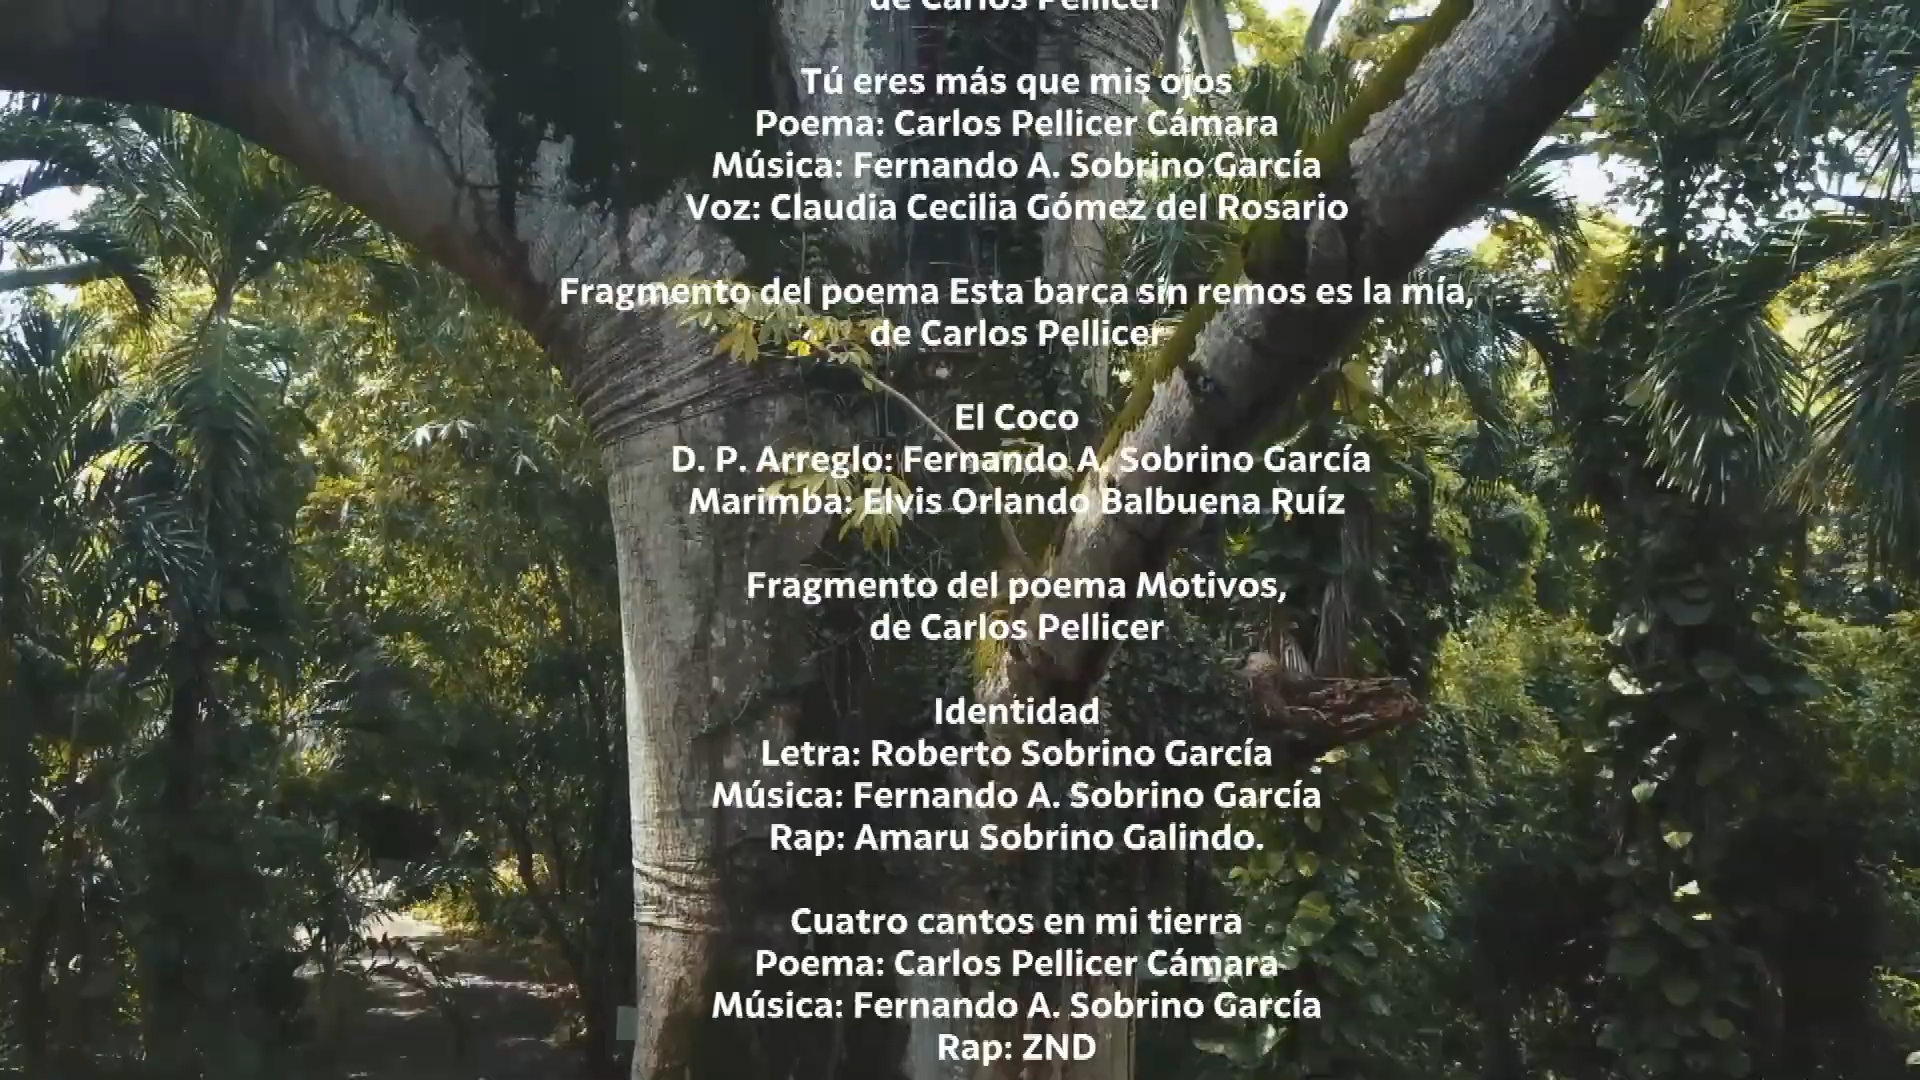 de Carlos Pellicer
Tú eres más que mis ojos
Poema: Carlos Pellicer Cámara
Música: Fernando A. Sobrino García
Voz: Claudia Cecilia Gómez del Rosario
Fragmento del poema Esta barca sin remos es la mía,
de Carlos Pellicer
El Coco
D. P. Arreglo: Fernando A. Sobrino García
Marimba: Elvis Orlando Balbuena Ruíz
Fragmento del poema Motivos,
de Carlos Pellicer
Identidad
Letra: Roberto Sobrino García
Música: Fernando A. Sobrino García
Rap: Amaru Sobrino Galindo.
Cuatro cantos en mi tierra
Poema: Carlos Pellicer Cámara
Música: Fernando A. Sobrino García
Rap: ZND